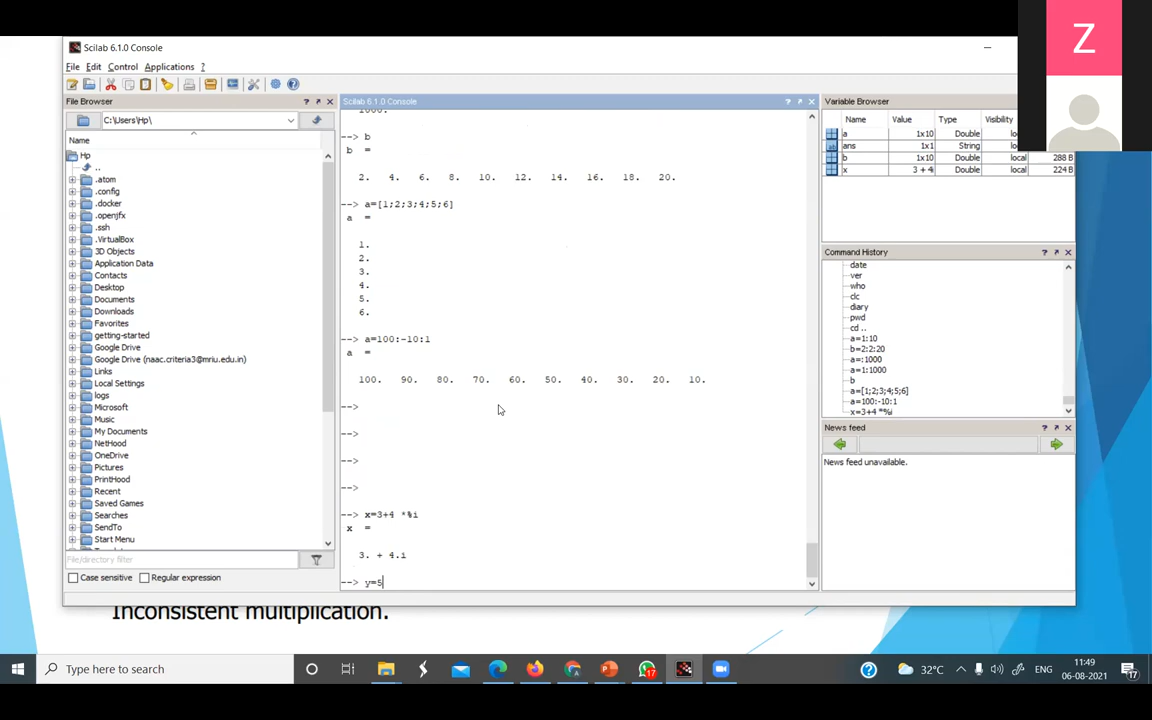 Scilab 6.1.0 Console
File Edit Control Applications ?
File Browser ? ↗ ×
C:\Users\Hp\
Name
Hp
..
.atom
.config
.docker
.openjfx
.ssh
.VirtualBox
3D Objects
Application Data
Contacts
Desktop
Documents
Downloads
Favorites
getting-started
Google Drive
Google Drive (naac.criteria3@mriu.edu.in)
Links
Local Settings
logs
Microsoft
Music
My Documents
NetHood
OneDrive
Pictures
PrintHood
Recent
Saved Games
Searches
SendTo
Start Menu
File/directory filter
Case sensitive Regular expression
Scilab 6.1.0 Console ? ↗ ×
--> b
b =
2. 4. 6. 8. 10. 12. 14. 16. 18. 20.
--> a=[1;2;3;4;5;6]
a =
1.
2.
3.
4.
5.
6.
--> a=100:-10:1
a =
100. 90. 80. 70. 60. 50. 40. 30. 20. 10.
-->
-->
-->
-->
--> x=3+4 *%i
x =
3. + 4.i
--> y=5
Variable Browser
Name Value Type Visibility
a 1x10 Double
ans 1x1 String
b 1x10 Double local 288 B
x 3 + 4i Double local 224 B
Command History ? ↗ ×
date
ver
who
clc
diary
pwd
cd ..
a=1:10
b=2:2:20
a=:1000
a=1:1000
b
a=[1;2;3;4;5;6]
a=100:-10:1
x=3+4 *%i
News feed ? ↗ ×
News feed unavailable.
Z
Inconsistent multiplication.
Type here to search
17
32°C
ENG
11:49
06-08-2021
17